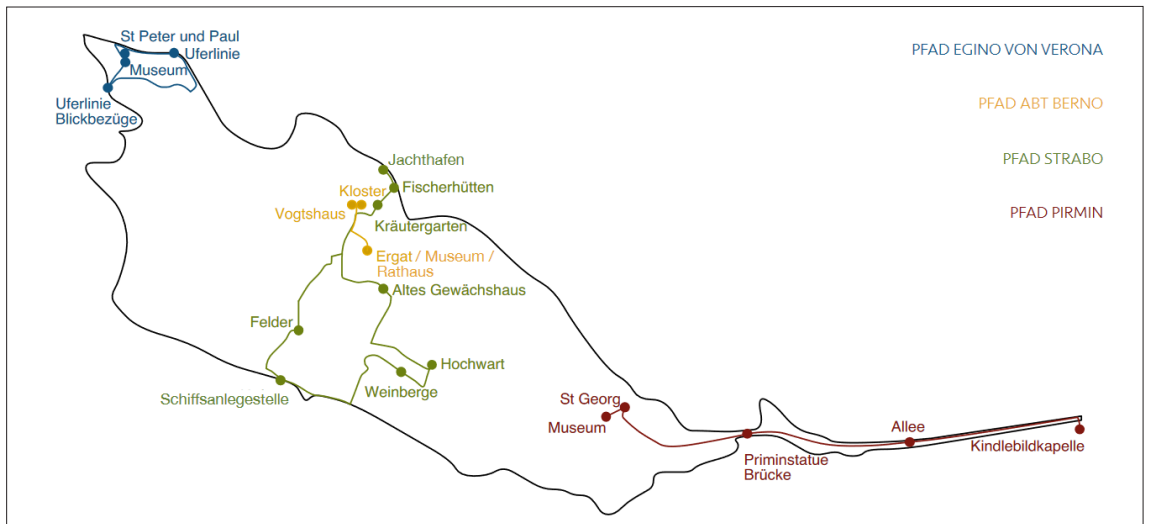 St Peter und Paul
Uferlinie
Museum
Uferlinie
Blickbezüge
PFAD EGINO VON VERONA
PFAD ABT BERNO
PFAD STRABO
PFAD PIRMIN
Jachthafen
Fischerhütten
Kloster
Vogtshaus
Kräutergarten
Ergat / Museum /
Rathaus
Altes Gewächshaus
Felder
Hochwart
Weinberge
Schiffsanlegestelle
St Georg
Museum
Priminstatue
Brücke
Allee
Kindlebildkapelle